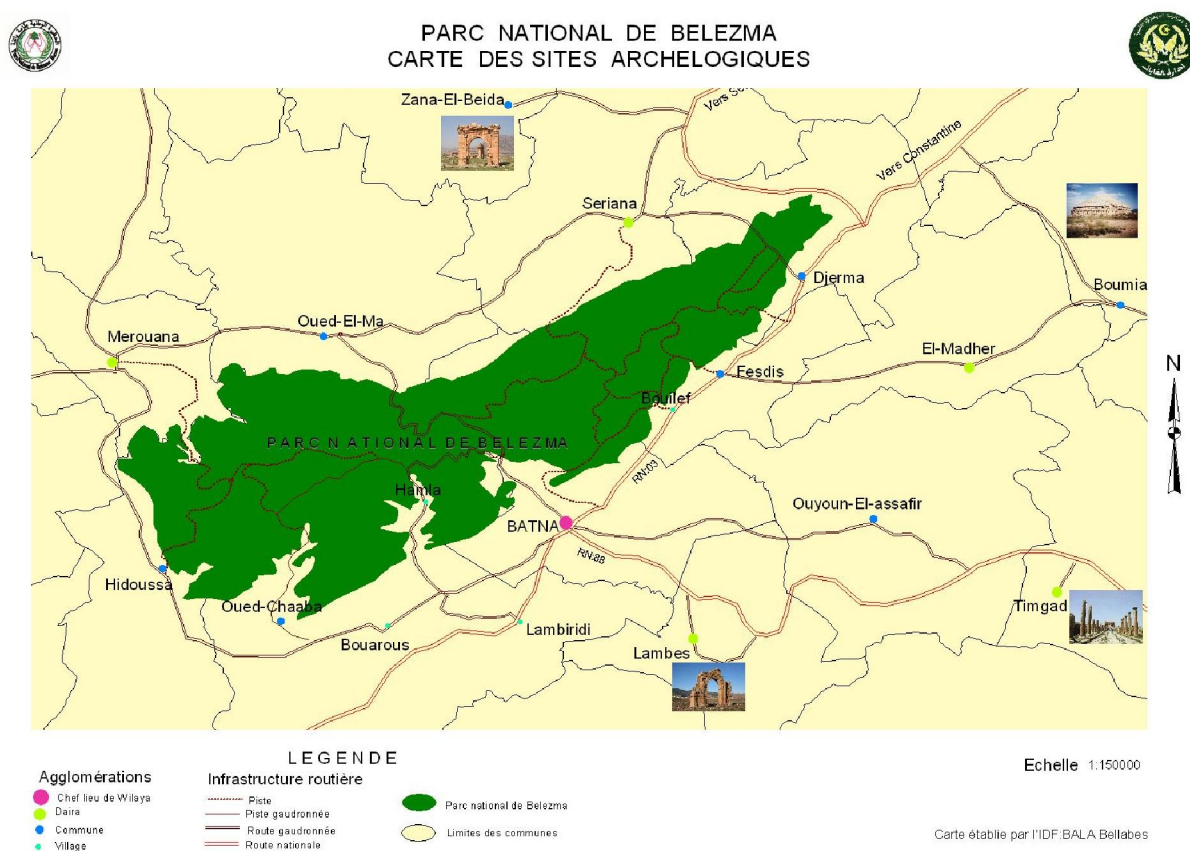 PARC NATIONAL DE BELEZMA
CARTE DES SITES ARCHELOGIQUES
Zana-El-Beida
Vers Constantine
Seriana
Djerma
Boumia
Oued-El-Ma
Merouana
El-Madher
Fesdis
Bouilef
PARC NATIONAL DE BELEZMA
RN:03
Hamla
Ouyoun-El-assafir
BATNA
RN:88
Hidoussa
Oued-Chaaba
Timgad
Lambiridi
Bouarous
Lambes
LEGENDE
Agglomérations
Chef lieu de Wilaya
Daira
Commune
Village
Infrastructure routière
Piste
Piste gaudronnée
Route gaudronnée
Route nationale
Parc national de Belezma
Limites des communes
N
Echelle 1:150000
Carte établie par l'IDF:BALA Bellabes